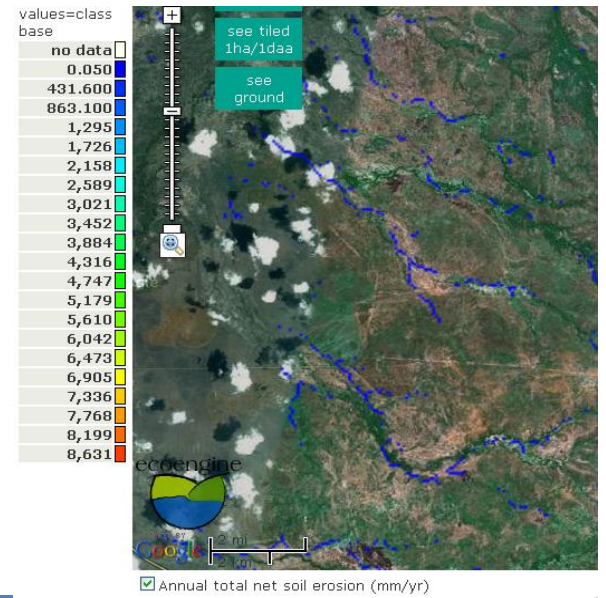 values=class
base
no data
0.050
431.600
863.100
1,295
1,726
2,158
2,589
3,021
3,452
3,884
4,316
4,747
5,179
5,610
6,042
6,473
6,905
7,336
7,768
8,199
8,631
see tiled
1ha/1daa
see
ground
ecoengine
Google
2 mi
Annual total net soil erosion (mm/yr)